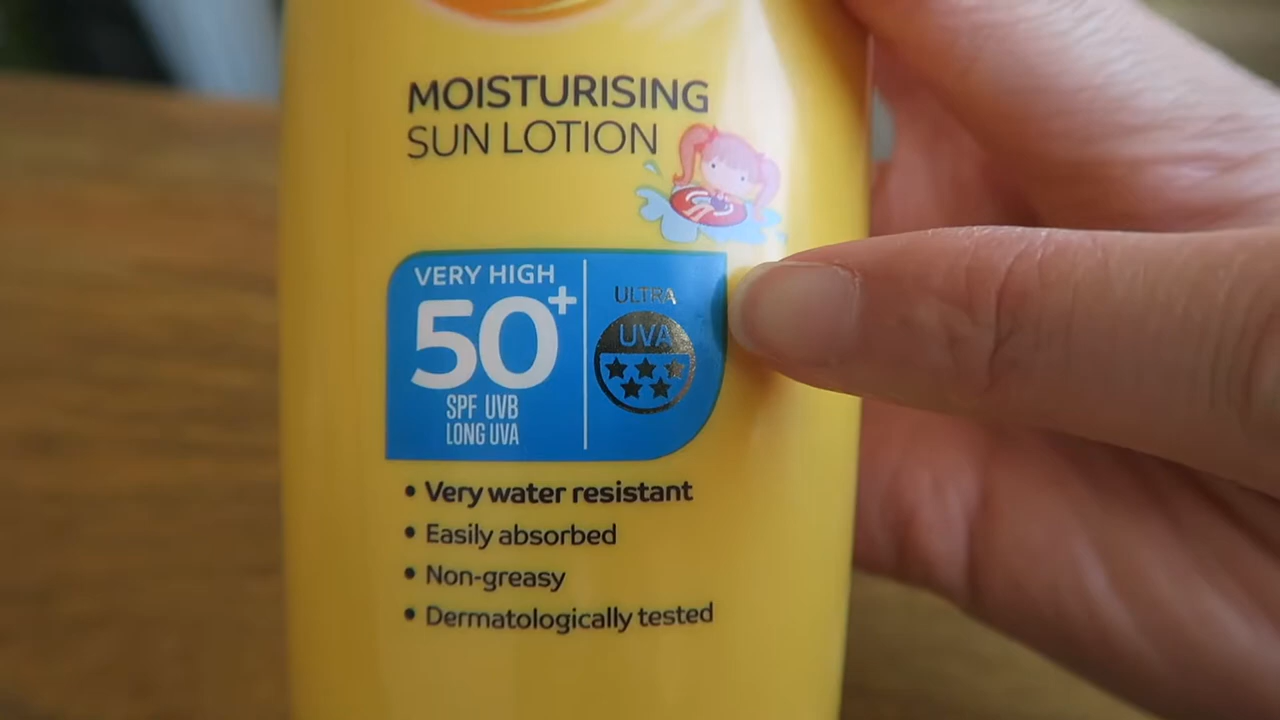 MOISTURISING
SUN LOTION
VERY HIGH
50+
SPF UVB
LONG UVA
ULTRA
UVA
• Very water resistant
• Easily absorbed
• Non-greasy
• Dermatologically tested